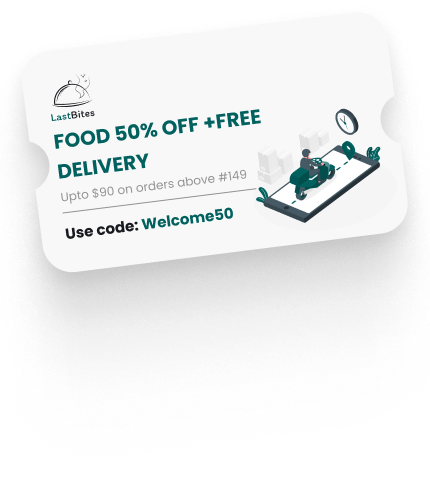 LastBites
FOOD 50% OFF +FREE
DELIVERY
Upto $90 on orders above #149
Use code: Welcome50